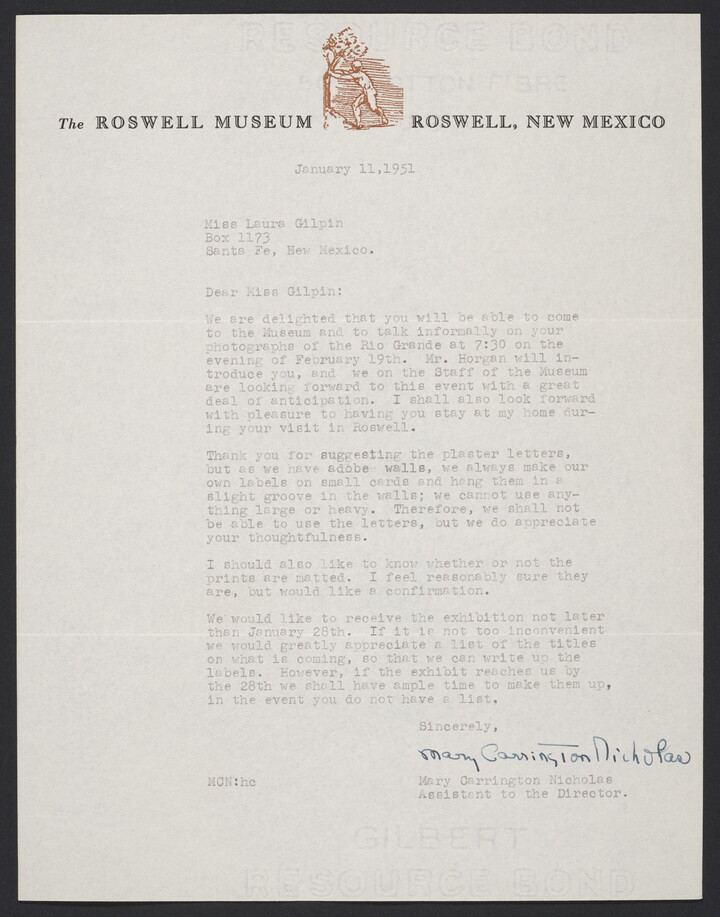 RESOURCE BOND
50% COTTON FIBRE
The ROSWELL MUSEUM ROSWELL, NEW MEXICO
January 11,1951
Miss Laura Gilpin
Box 1173
Santa Fe, New Mexico.
Dear Miss Gilpin:
We are delighted that you will be able to come
to the Museum and to talk informally on your
photographs of the Rio Grande at 7:30 on the
evening of February 19th. Mr. Horgan will in-
troduce you, and we on the Staff of the Museum
are looking forward to this event with a great
deal of anticipation. I shall also look forward
with pleasure to having you stay at my home dur-
ing your visit in Roswell.
Thank you for suggesting the plaster letters,
but as we have adobe walls, we always make our
own labels on small cards and hang them in a
slight groove in the walls; we cannot use any-
thing large or heavy. Therefore, we shall not
be able to use the letters, but we do appreciate
your thoughtfulness.
I should also like to know whether or not the
prints are matted. I feel reasonably sure they
are, but would like a confirmation.
We would like to receive the exhibition not later
than January 28th. If it is not too inconvenient
we would greatly appreciate a list of the titles
on what is coming, so that we can write up the
labels. However, if the exhibit reaches us by
the 28th we shall have ample time to make them up,
in the event you do not have a list.
Sincerely,
Mary Carrington Nicholas
MCN:hc
Mary Carrington Nicholas
Assistant to the Director.
GILBERT
RESOURCE BOND